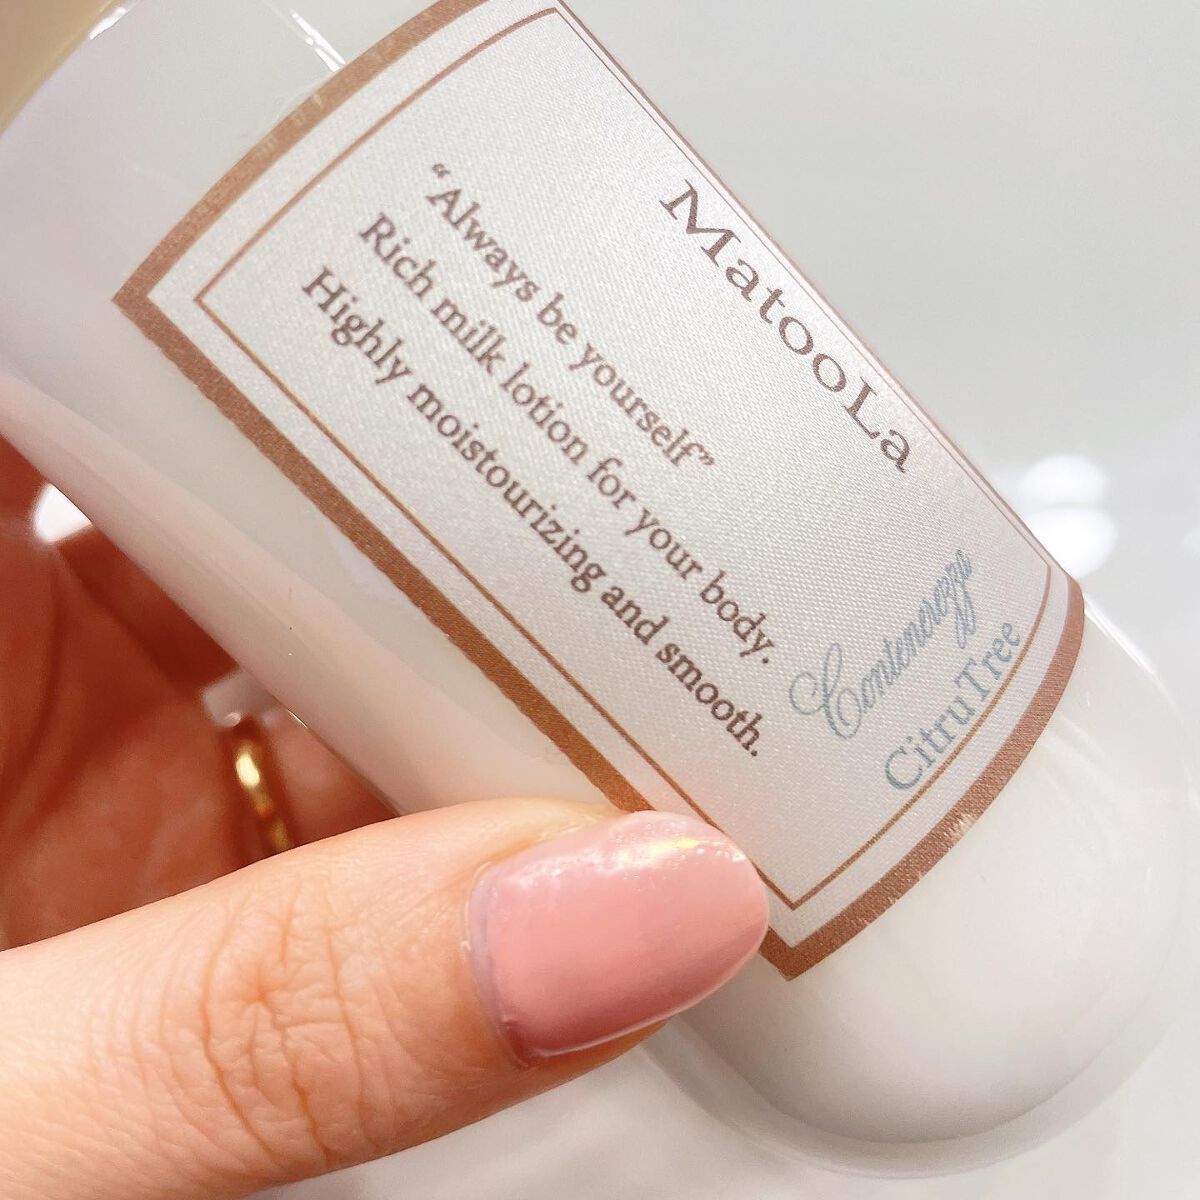 MatooLa
“Always be yourself”
Rich milk lotion for your body.
Highly moistourizing and smooth.
Contenerezza
CitruTree